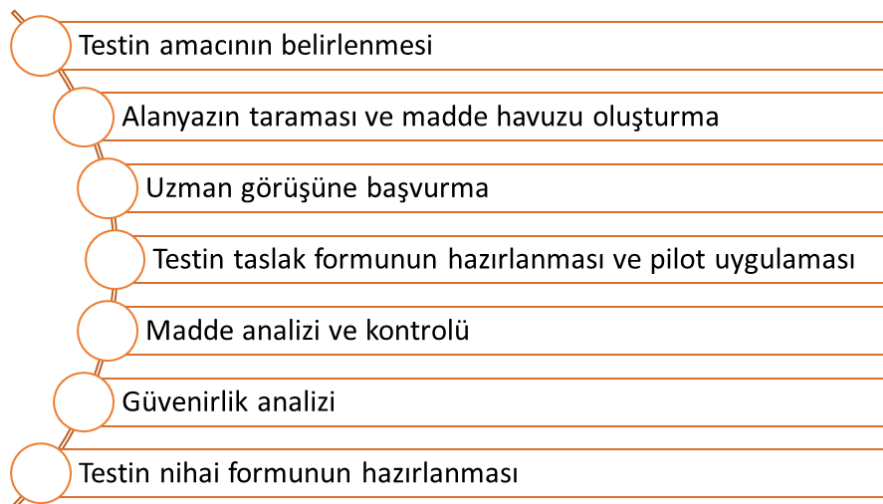 Testin amacının belirlenmesi
Alanyazın taraması ve madde havuzu oluşturma
Uzman görüşüne başvurma
Testin taslak formunun hazırlanması ve pilot uygulaması
Madde analizi ve kontrolü
Güvenirlik analizi
Testin nihai formunun hazırlanması